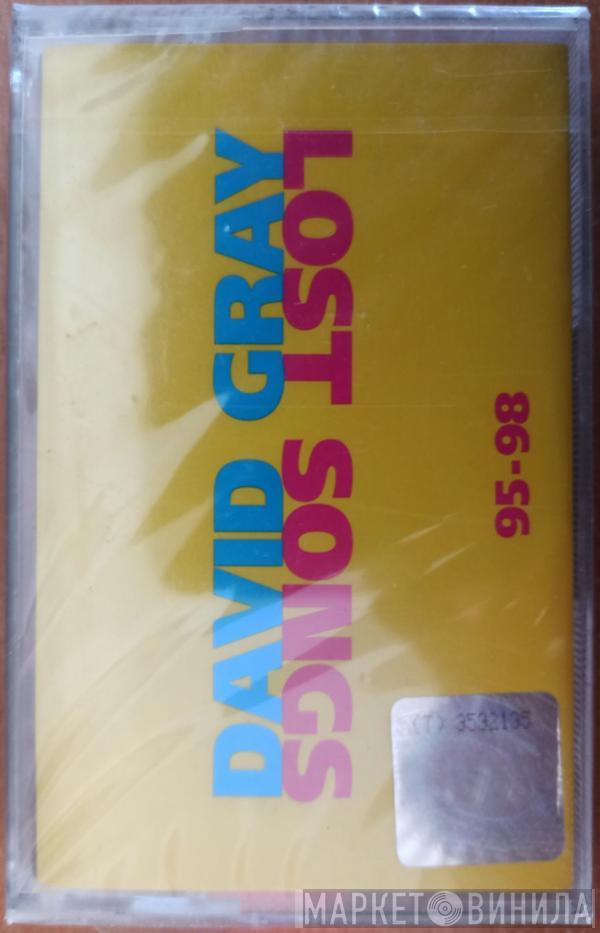 DAVID GRAY
LOST SONGS
95-98
(T) 3532135
МАРКЕТ ВИНИЛА